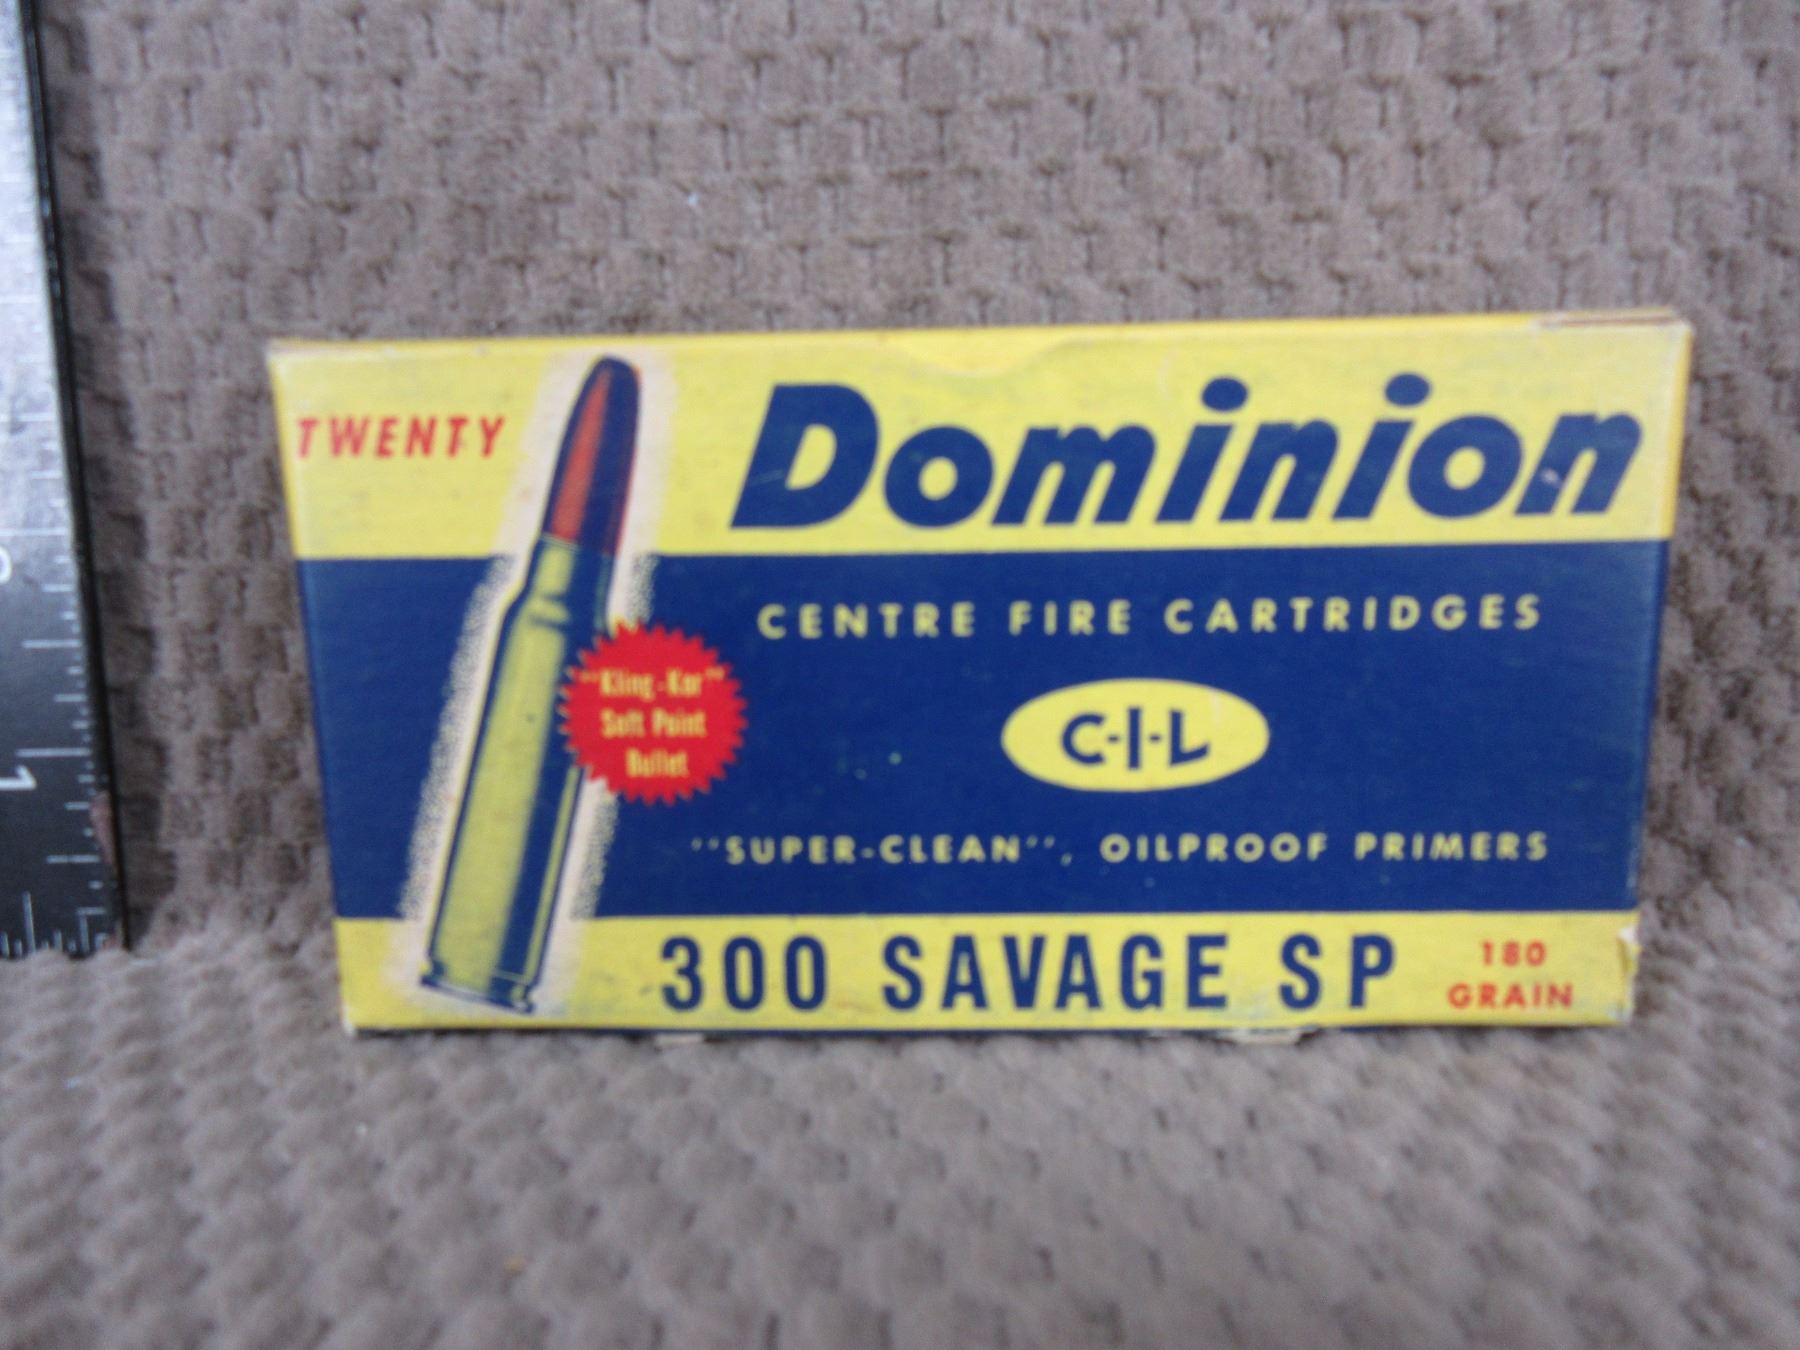 TWENTY
Dominion
CENTRE FIRE CARTRIDGES
"Kling-Kor"
Soft Point
Bullet
C-I-L
"SUPER-CLEAN", OILPROOF PRIMERS
300 SAVAGE SP
180
GRAIN
1